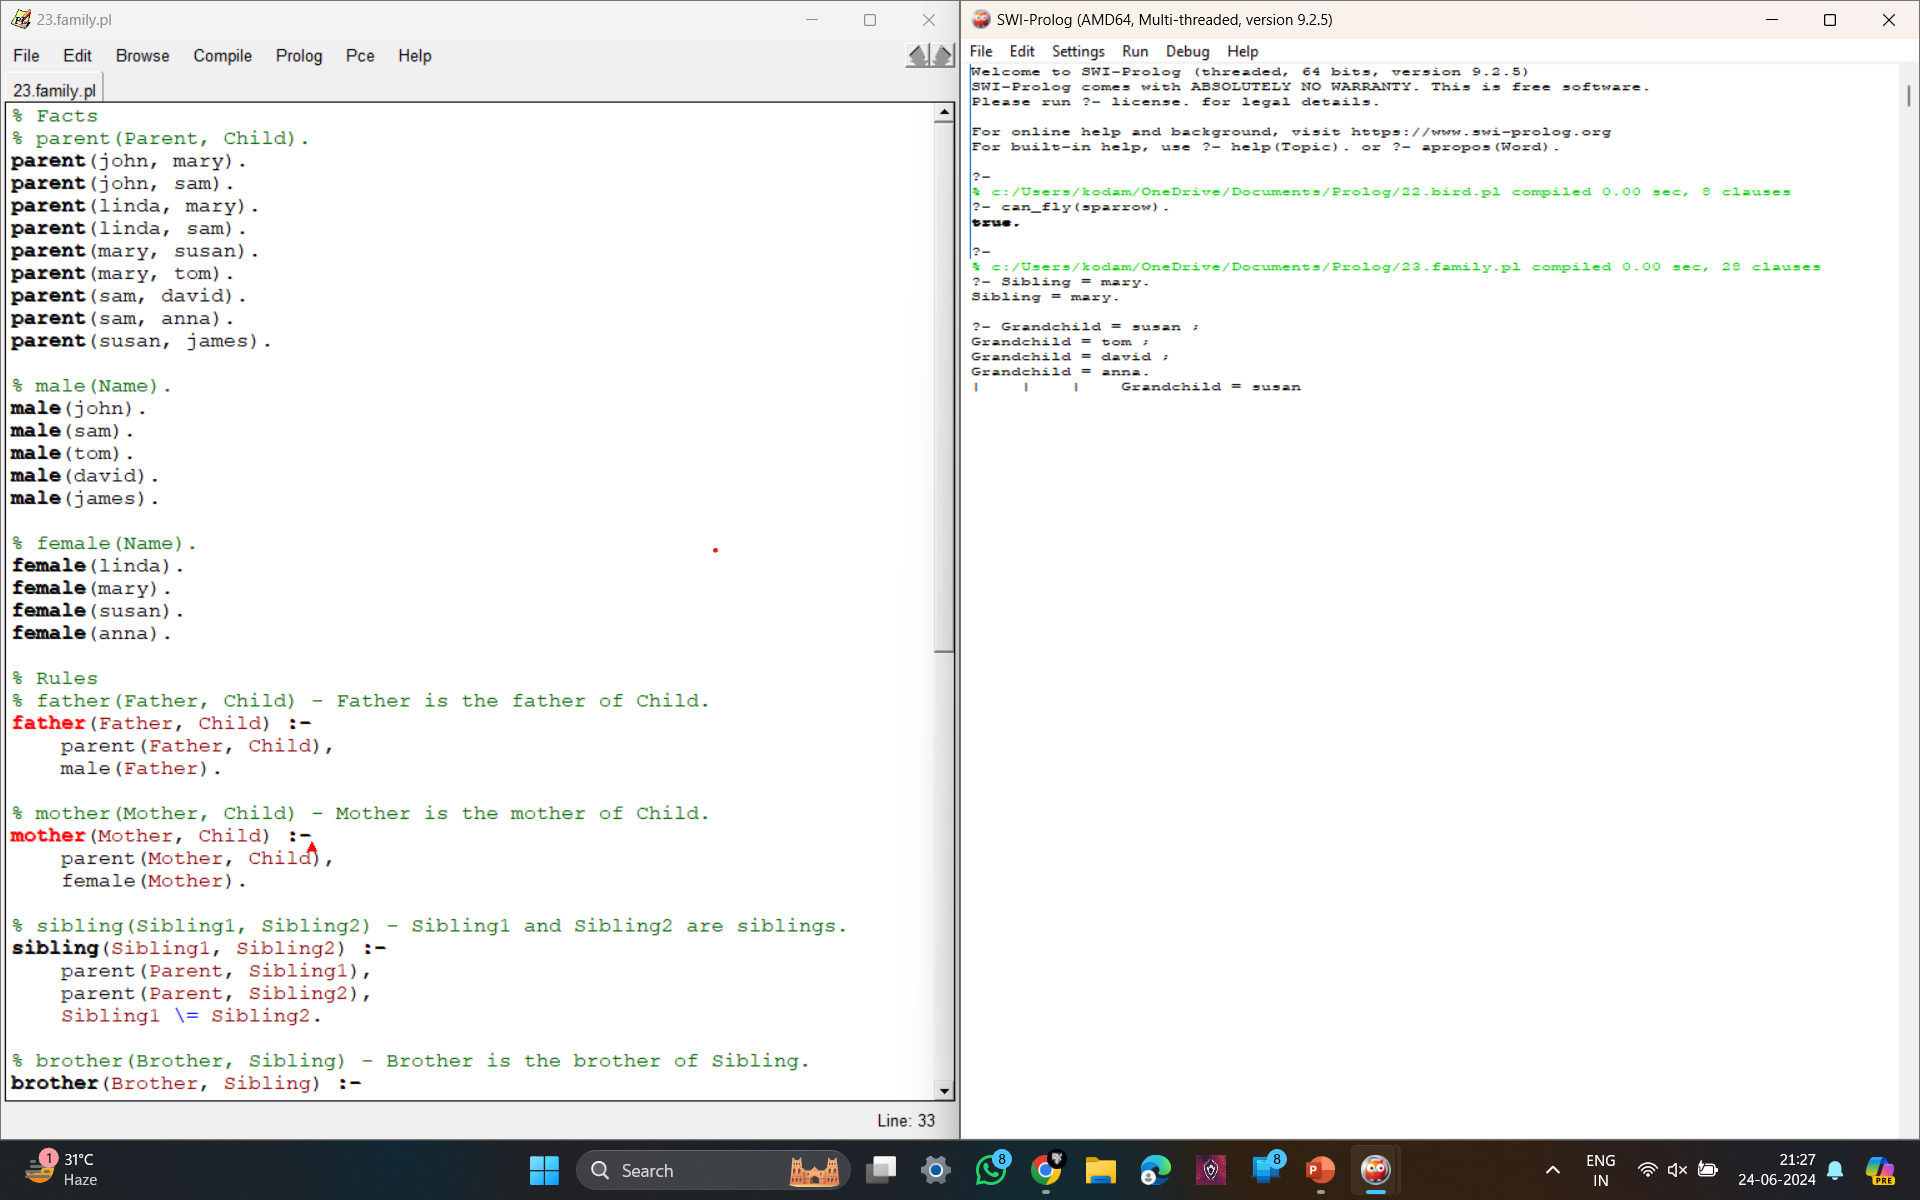 23.family.pl
File Edit Browse Compile Prolog Pce Help
23.family.pl
% Facts
% parent(Parent, Child).
parent(john, mary).
parent(john, sam).
parent(linda, mary).
parent(linda, sam).
parent(mary, susan).
parent(mary, tom).
parent(sam, david).
parent(sam, anna).
parent(susan, james).
% male(Name).
male(john).
male(sam).
male(tom).
male(david).
male(james).
% female(Name).
female(linda).
female(mary).
female(susan).
female(anna).
% Rules
% father(Father, Child) - Father is the father of Child.
father(Father, Child) :-
parent(Father, Child),
male(Father).
% mother(Mother, Child) - Mother is the mother of Child.
mother(Mother, Child) :-
parent(Mother, Child),
female(Mother).
% sibling(Sibling1, Sibling2) - Sibling1 and Sibling2 are siblings.
sibling(Sibling1, Sibling2) :-
parent(Parent, Sibling1),
parent(Parent, Sibling2),
Sibling1 \= Sibling2.
% brother(Brother, Sibling) - Brother is the brother of Sibling.
brother(Brother, Sibling) :-
Line: 33
SWI-Prolog (AMD64, Multi-threaded, version 9.2.5)
File Edit Settings Run Debug Help
Welcome to SWI-Prolog (threaded, 64 bits, version 9.2.5)
SWI-Prolog comes with ABSOLUTELY NO WARRANTY. This is free software.
Please run ?- license. for legal details.
For online help and background, visit https://www.swi-prolog.org
For built-in help, use ?- help(Topic). or ?- apropos(Word).
?-
% c:/Users/kodam/OneDrive/Documents/Prolog/22.bird.pl compiled 0.00 sec, 8 clauses
?- can_fly(sparrow).
true.
?-
% c:/Users/kodam/OneDrive/Documents/Prolog/23.family.pl compiled 0.00 sec, 28 clauses
?- Sibling = mary.
Sibling = mary.
?- Grandchild = susan ;
Grandchild = tom ;
Grandchild = david ;
Grandchild = anna.
| | | Grandchild = susan
1
31°C
Haze
Search
8
8
P
PRE
ENG
IN
21:27
24-06-2024